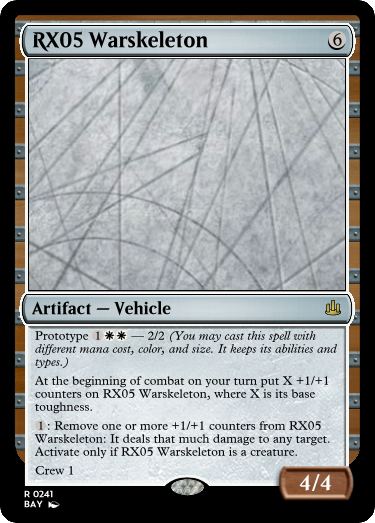 RX05 Warskeleton 6
Artifact — Vehicle
Prototype 1 — 2/2 (You may cast this spell with
different mana cost, color, and size. It keeps its abilities and
types.)
At the beginning of combat on your turn put X +1/+1
counters on RX05 Warskeleton, where X is its base
toughness.
1: Remove one or more +1/+1 counters from RX05
Warskeleton: It deals that much damage to any target.
Activate only if RX05 Warskeleton is a creature.
Crew 1
4/4
R 0241
BAY